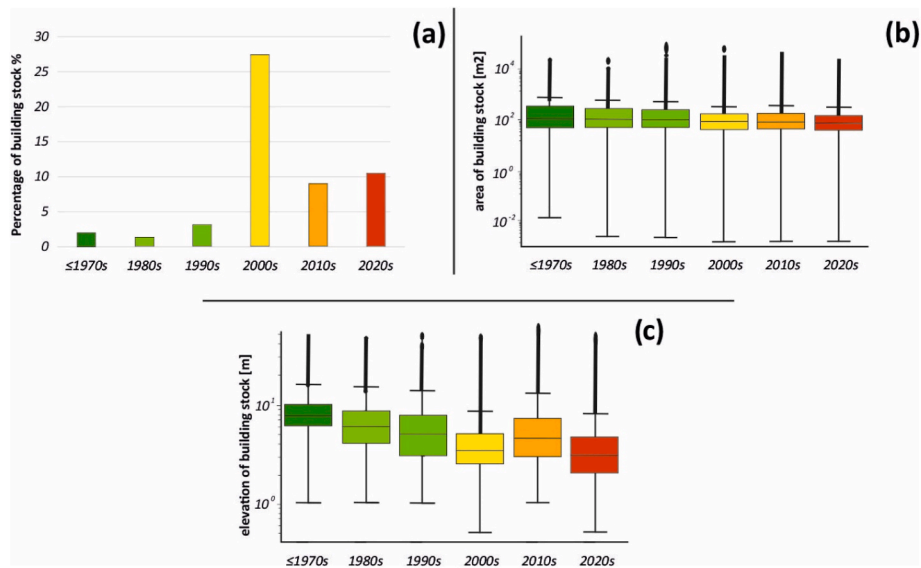 (a)
Percentage of building stock %
30
25
20
15
10
5
0
≤1970s 1980s 1990s 2000s 2010s 2020s
(b)
area of building stock [m2]
10^4
10^2
10^0
10^-2
≤1970s 1980s 1990s 2000s 2010s 2020s
(c)
elevation of building stock [m]
10^1
10^0
≤1970s 1980s 1990s 2000s 2010s 2020s